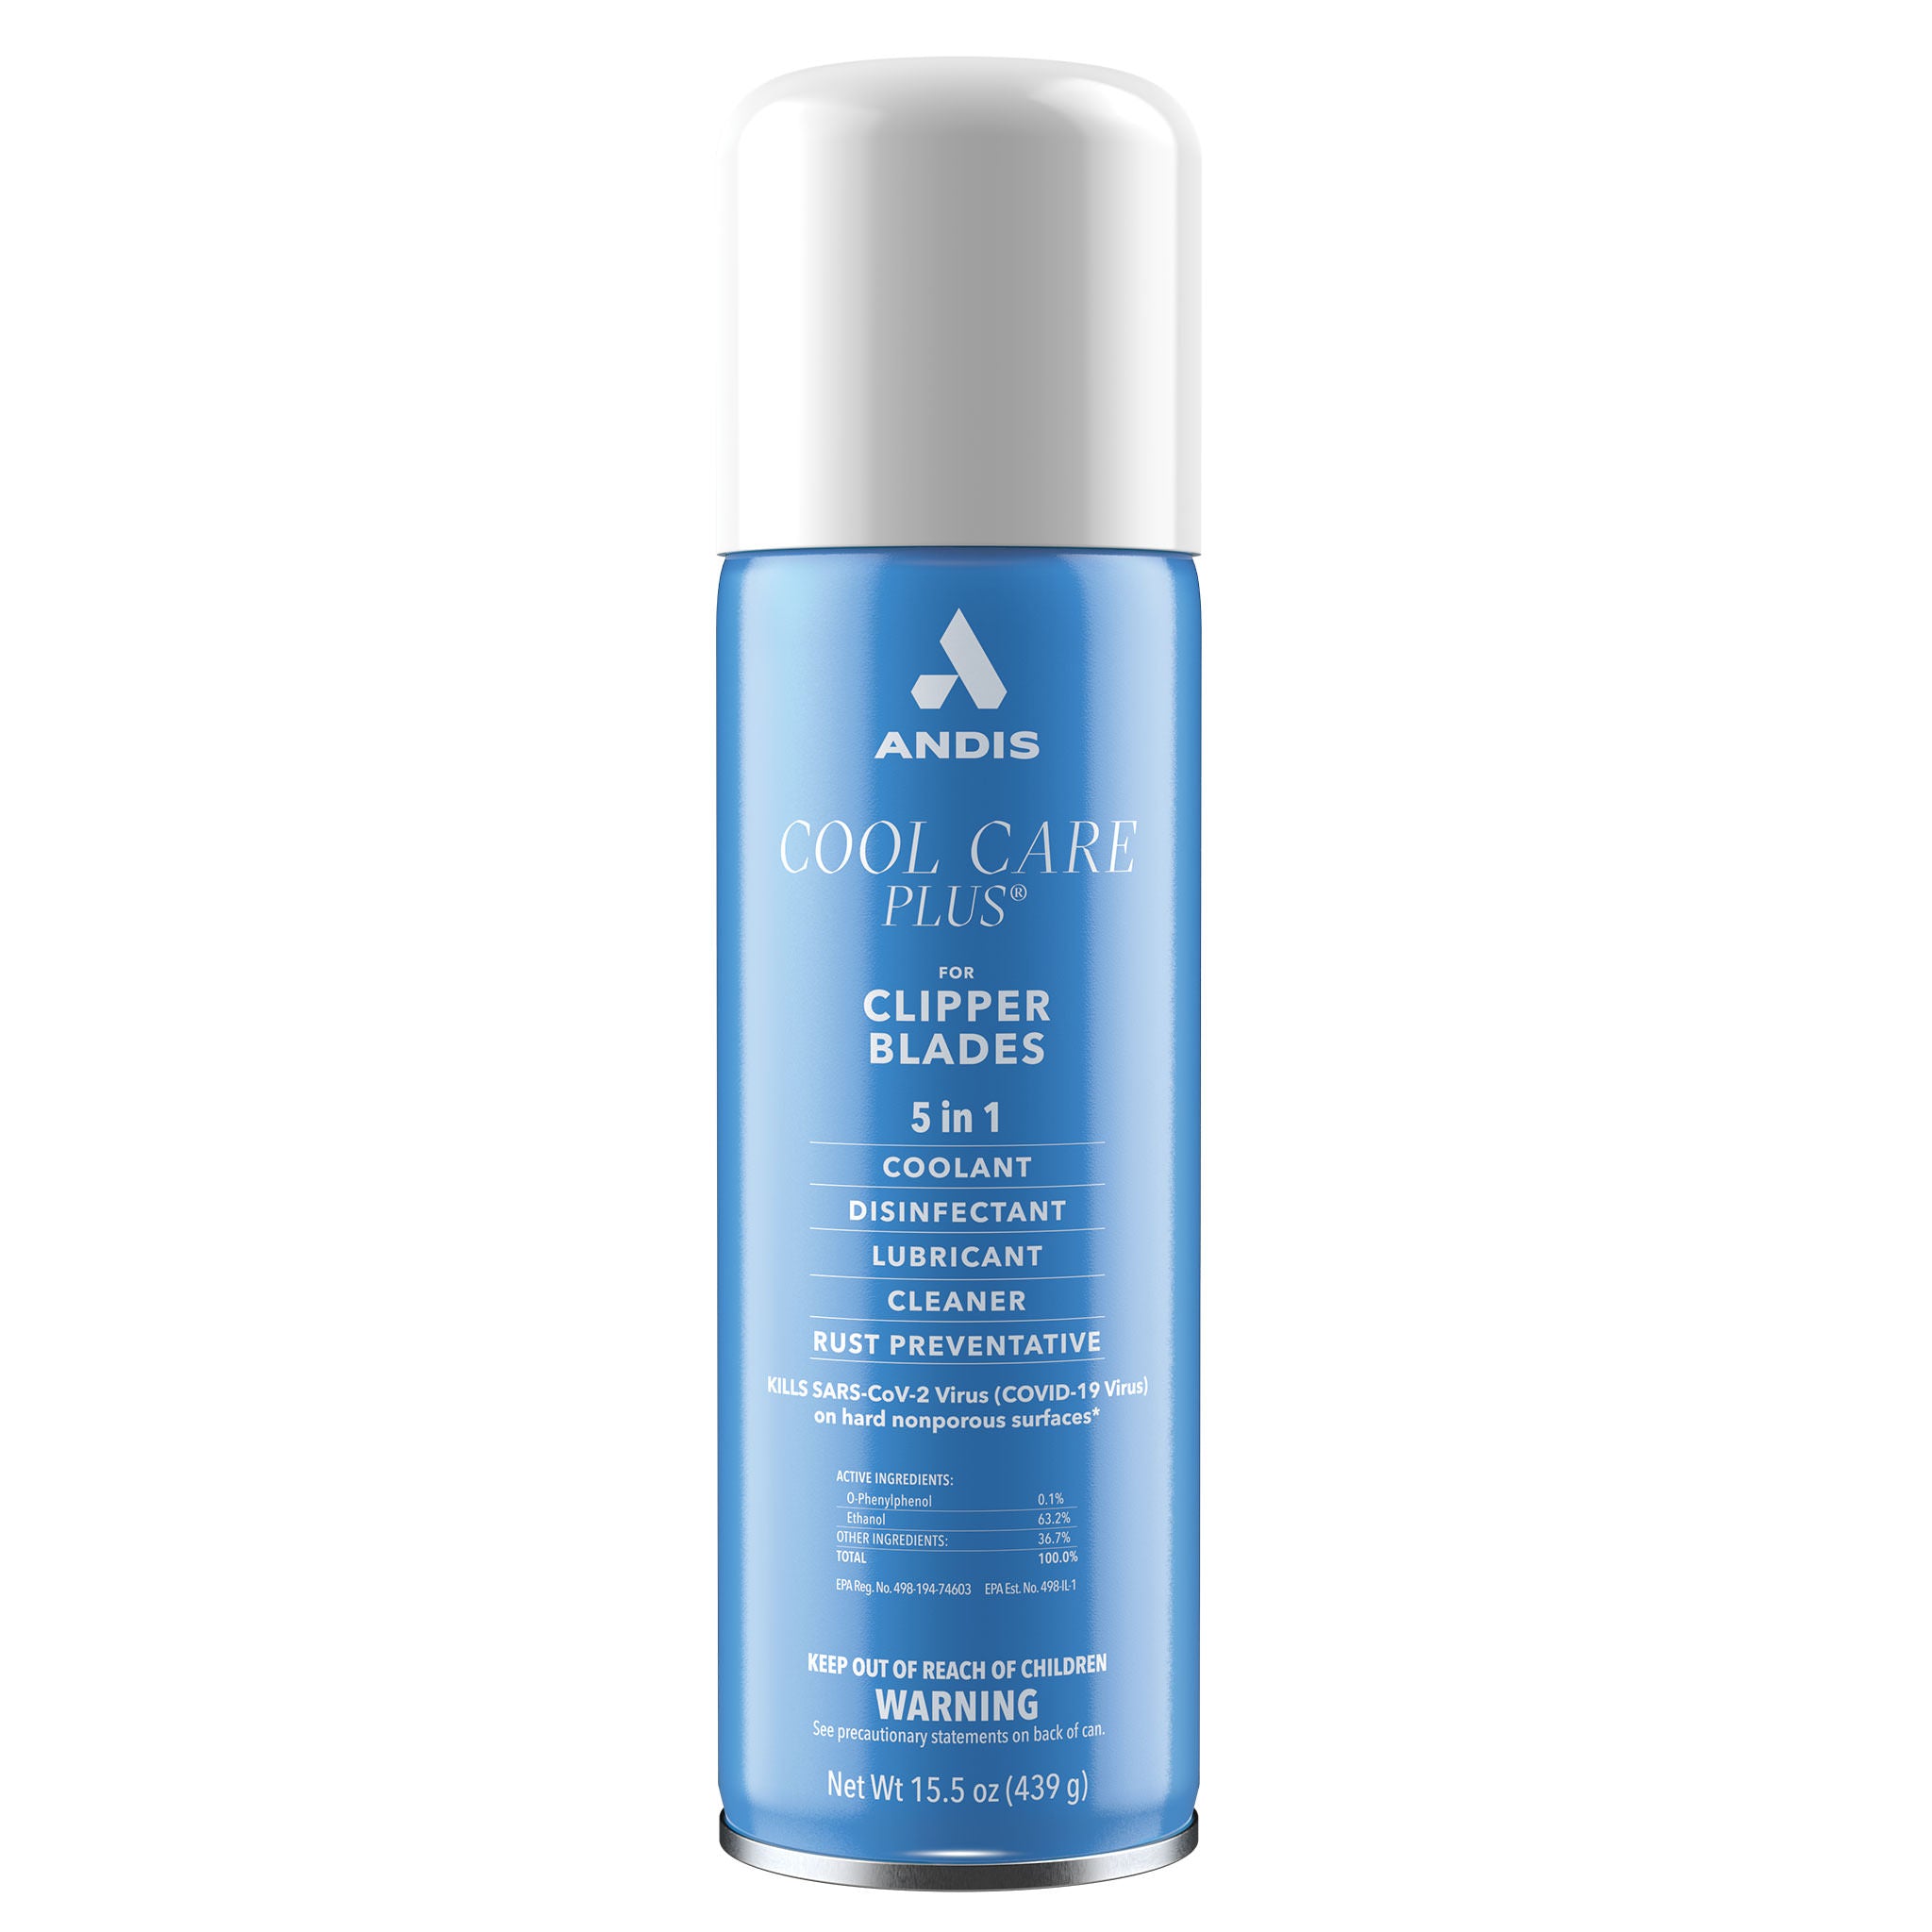 ANDIS
COOL CARE
PLUS®
FOR
CLIPPER
BLADES
5 in 1
COOLANT
DISINFECTANT
LUBRICANT
CLEANER
RUST PREVENTATIVE
KILLS SARS-CoV-2 Virus (COVID-19 Virus)
on hard nonporous surfaces*
ACTIVE INGREDIENTS:
O-Phenylphenol 0.1%
Ethanol 63.2%
OTHER INGREDIENTS: 36.7%
TOTAL 100.0%
EPA Reg. No. 498-194-74603 EPA Est. No. 498-IL-1
KEEP OUT OF REACH OF CHILDREN
WARNING
See precautionary statements on back of can.
Net Wt 15.5 oz (439 g)